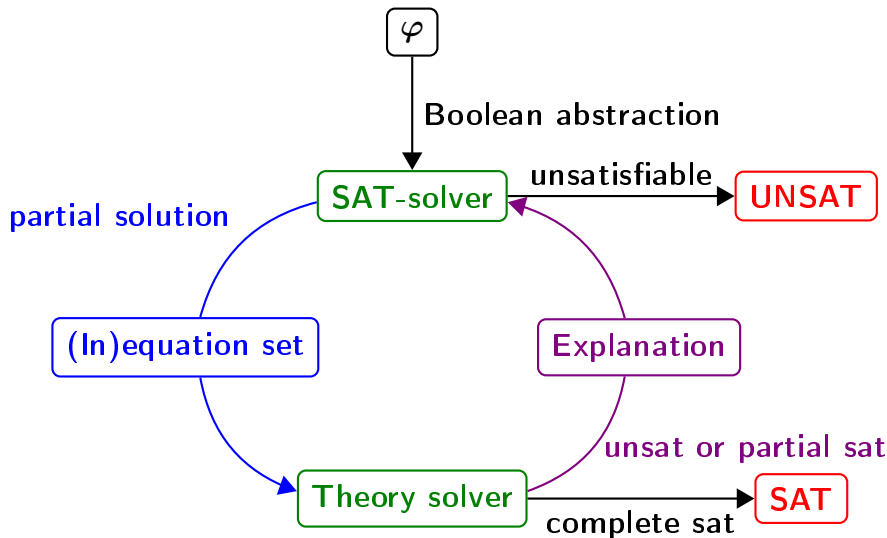 φ
Boolean abstraction
unsatisfiable
SAT-solver
UNSAT
partial solution
(In)equation set
Explanation
unsat or partial sat
Theory solver
SAT
complete sat